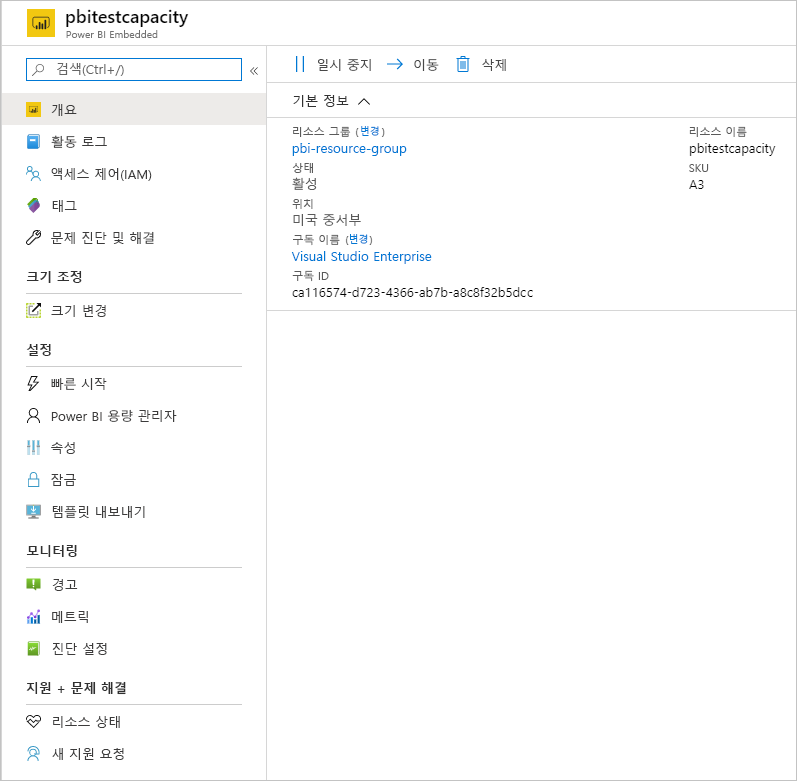 pbitestcapacity
Power BI Embedded
검색(Ctrl+/)
«
개요
활동 로그
액세스 제어(IAM)
태그
문제 진단 및 해결
크기 조정
크기 변경
설정
빠른 시작
Power BI 용량 관리자
속성
잠금
템플릿 내보내기
모니터링
경고
메트릭
진단 설정
지원 + 문제 해결
리소스 상태
새 지원 요청
일시 중지 이동 삭제
기본 정보
리소스 그룹 (변경)
pbi-resource-group
상태
활성
위치
미국 중서부
구독 이름 (변경)
Visual Studio Enterprise
구독 ID
ca116574-d723-4366-ab7b-a8c8f32b5dcc
리소스 이름
pbitestcapacity
SKU
A3